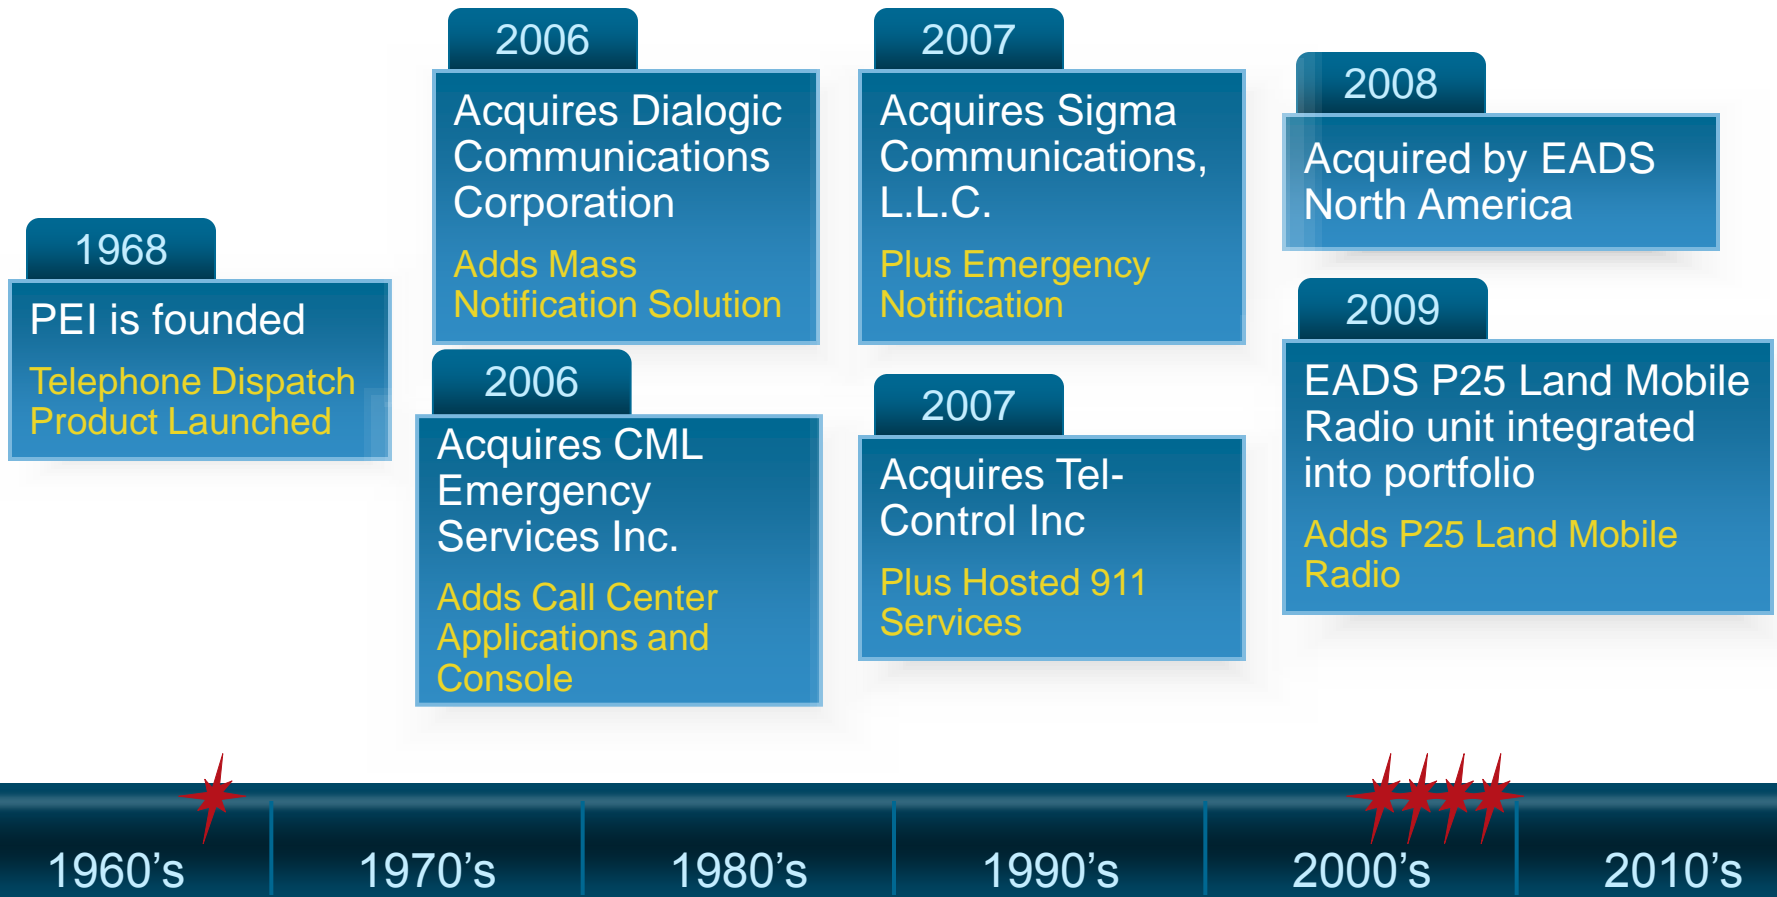 1968
PEI is founded
Telephone Dispatch
Product Launched
2006
Acquires Dialogic
Communications
Corporation
Adds Mass
Notification Solution
2006
Acquires CML
Emergency
Services Inc.
Adds Call Center
Applications and
Console
2007
Acquires Sigma
Communications,
L.L.C.
Plus Emergency
Notification
2007
Acquires Tel-
Control Inc
Plus Hosted 911
Services
2008
Acquired by EADS
North America
2009
EADS P25 Land Mobile
Radio unit integrated
into portfolio
Adds P25 Land Mobile
Radio
1960’s
1970’s
1980’s
1990’s
2000’s
2010’s